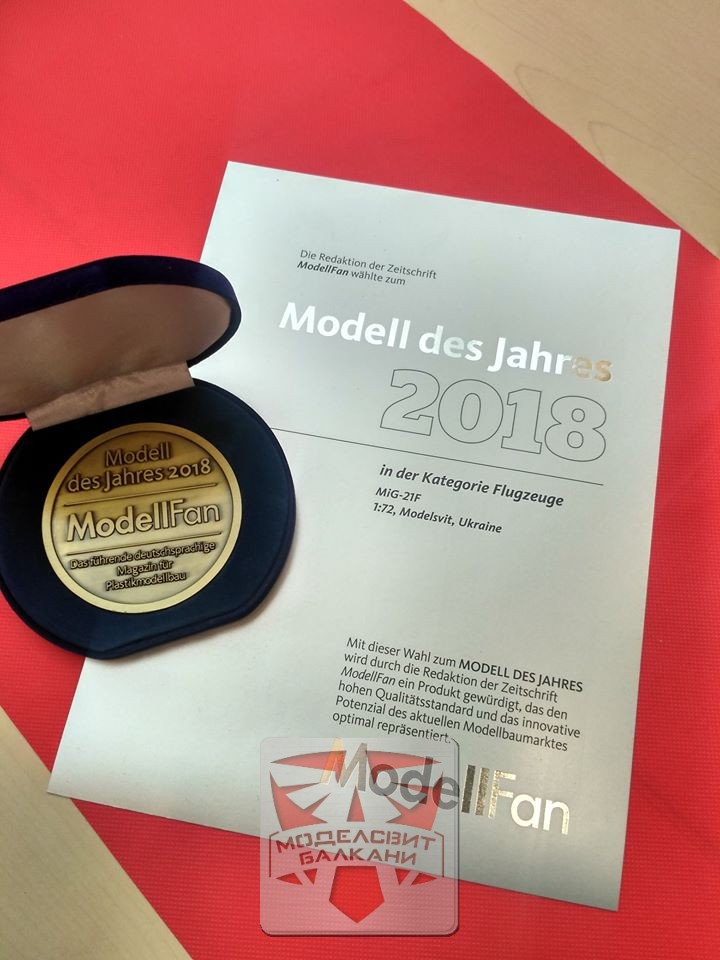 Die Redaktion der Zeitschrift
ModellFan wählte zum
Modell des Jahres
2018
in der Kategorie Flugzeuge
MiG-21F
1:72, Modelsvit, Ukraine
Mit dieser Wahl zum MODELL DES JAHRES
wird durch die Redaktion der Zeitschrift
ModellFan ein Produkt gewürdigt, das den
hohen Qualitätsstandard und das innovative
Potenzial des aktuellen Modellbaumarktes
optimal repräsentiert.
ModellFan
Modell
des Jahres 2018
ModellFan
Das führende deutschsprachige
Magazin für
Plastikmodellbau
МОДЕЛСВИТ
БАЛКАНИ